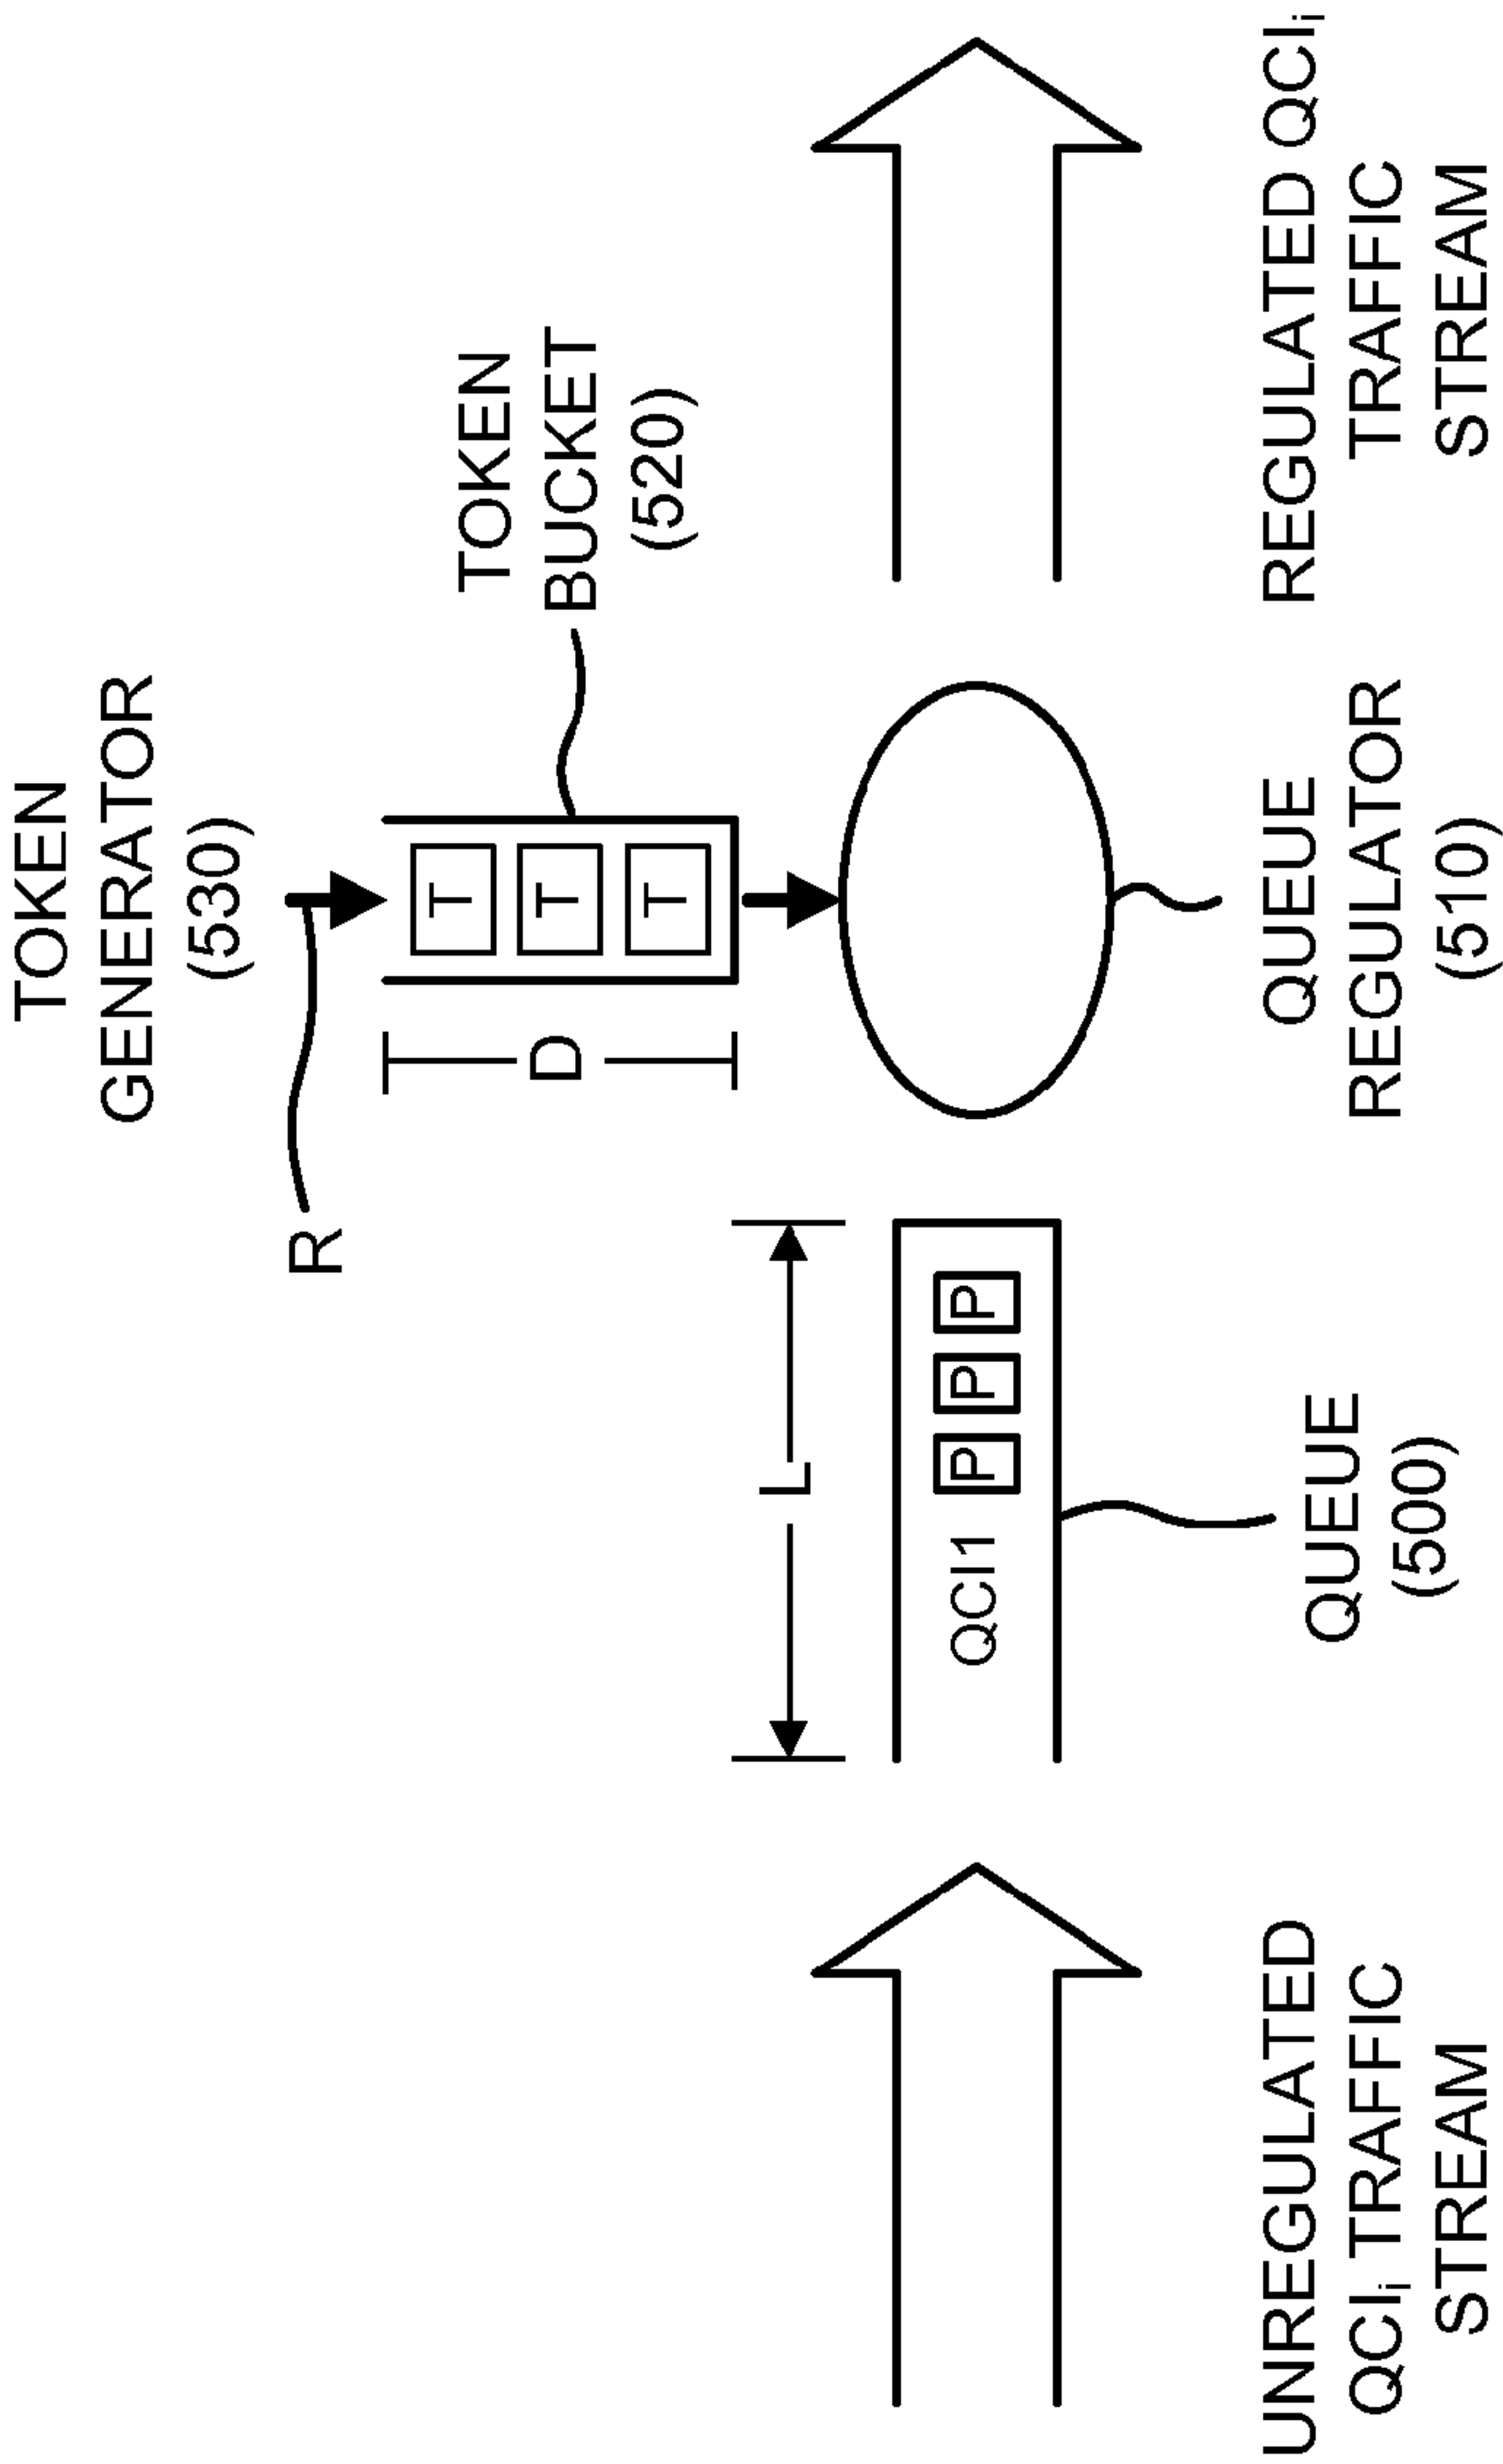 TOKEN
GENERATOR
(530)
R
TOKEN
BUCKET
(520)
T
T
T
D
L
QCI1 P P P
UNREGULATED
QCIi TRAFFIC
STREAM
QUEUE
(500)
QUEUE
REGULATOR
(510)
REGULATED QCIi
TRAFFIC
STREAM